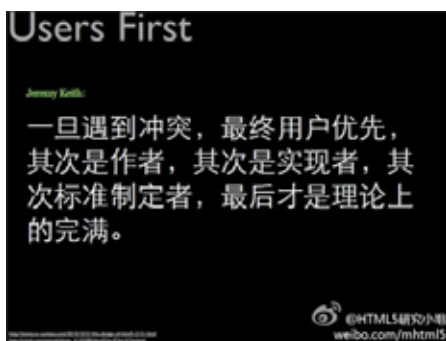 Users First
Jeremy Keith:
一旦遇到冲突，最终用户优先，
其次是作者，其次是实现者，其
次标准制定者，最后才是理论上
的完满。
@HTML5研究小组
weibo.com/mhtml5